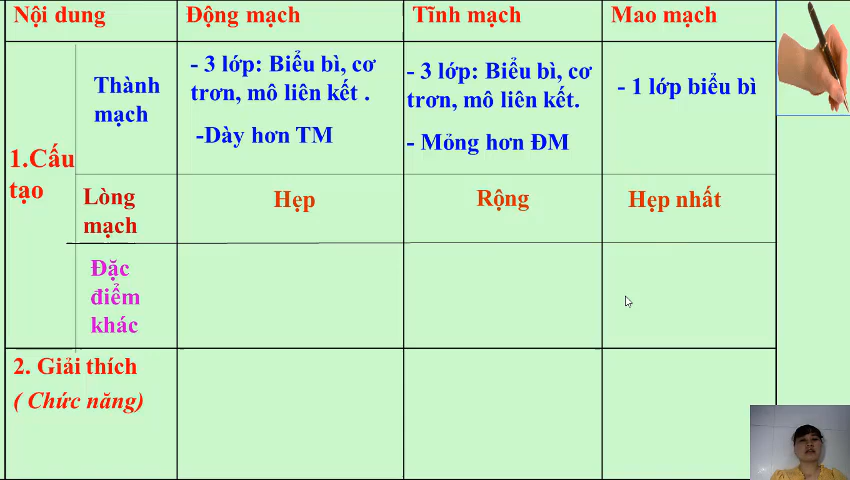 Nội dung
Động mạch
Tĩnh mạch
Mao mạch
1.Cấu
tạo
Thành
mạch
- 3 lớp: Biểu bì, cơ
trơn, mô liên kết .
-Dày hơn TM
- 3 lớp: Biểu bì, cơ
trơn, mô liên kết.
- Mỏng hơn ĐM
- 1 lớp biểu bì
Lòng
mạch
Hẹp
Rộng
Hẹp nhất
Đặc
điểm
khác
2. Giải thích
( Chức năng)